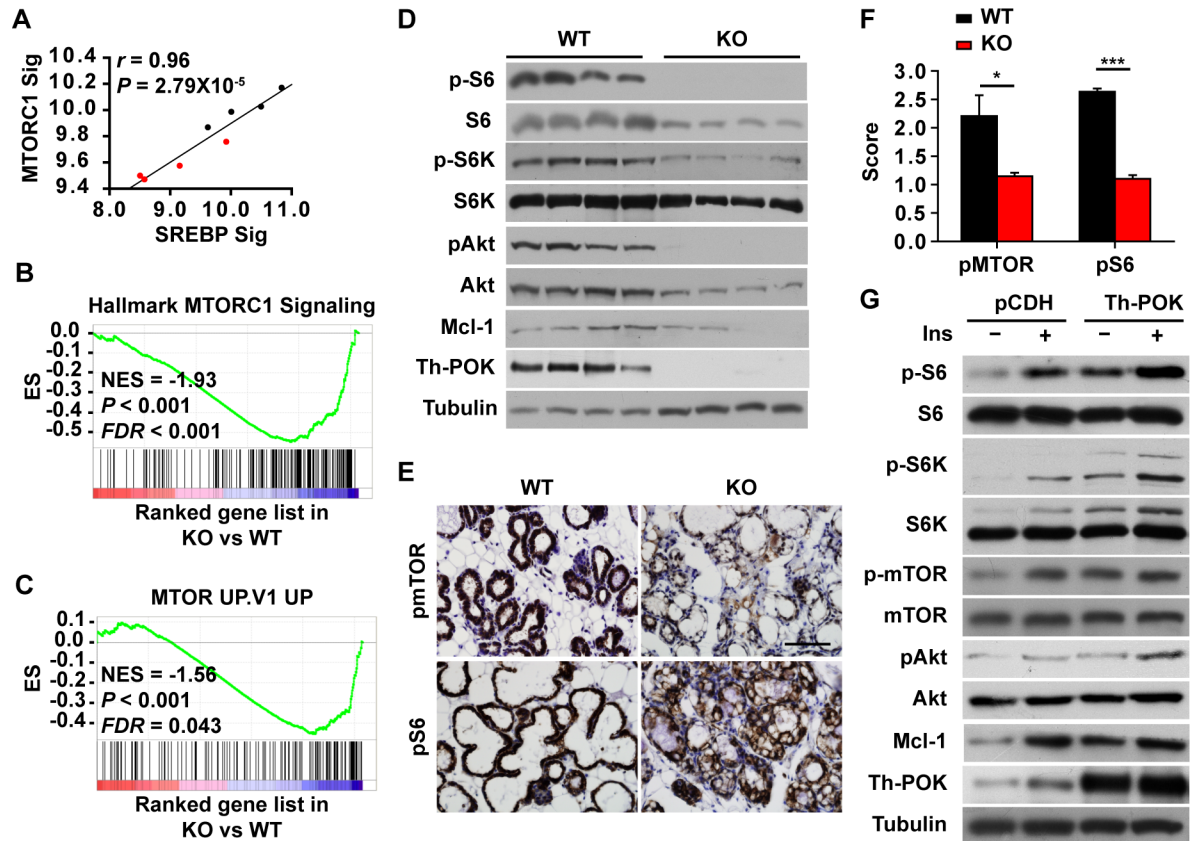 A
MTORC1 Sig
10.4
10.2
10.0
9.8
9.6
9.4
r = 0.96
P = 2.79X10-5
8.0 9.0 10.0 11.0
SREBP Sig
B
Hallmark MTORC1 Signaling
ES
0.0
-0.1
-0.2
-0.3
-0.4
-0.5
NES = -1.93
P < 0.001
FDR < 0.001
Ranked gene list in
KO vs WT
C
MTOR UP.V1 UP
ES
0.1
0.0
-0.1
-0.2
-0.3
-0.4
NES = -1.56
P < 0.001
FDR = 0.043
Ranked gene list in
KO vs WT
D
WT KO
p-S6
S6
p-S6K
S6K
pAkt
Akt
Mcl-1
Th-POK
Tubulin
E
WT KO
pmTOR
pS6
F
WT
KO
Score
3.0
2.5
2.0
1.5
1.0
0.5
0.0
* ***
pMTOR pS6
G
pCDH Th-POK
Ins – + – +
p-S6
S6
p-S6K
S6K
p-mTOR
mTOR
pAkt
Akt
Mcl-1
Th-POK
Tubulin